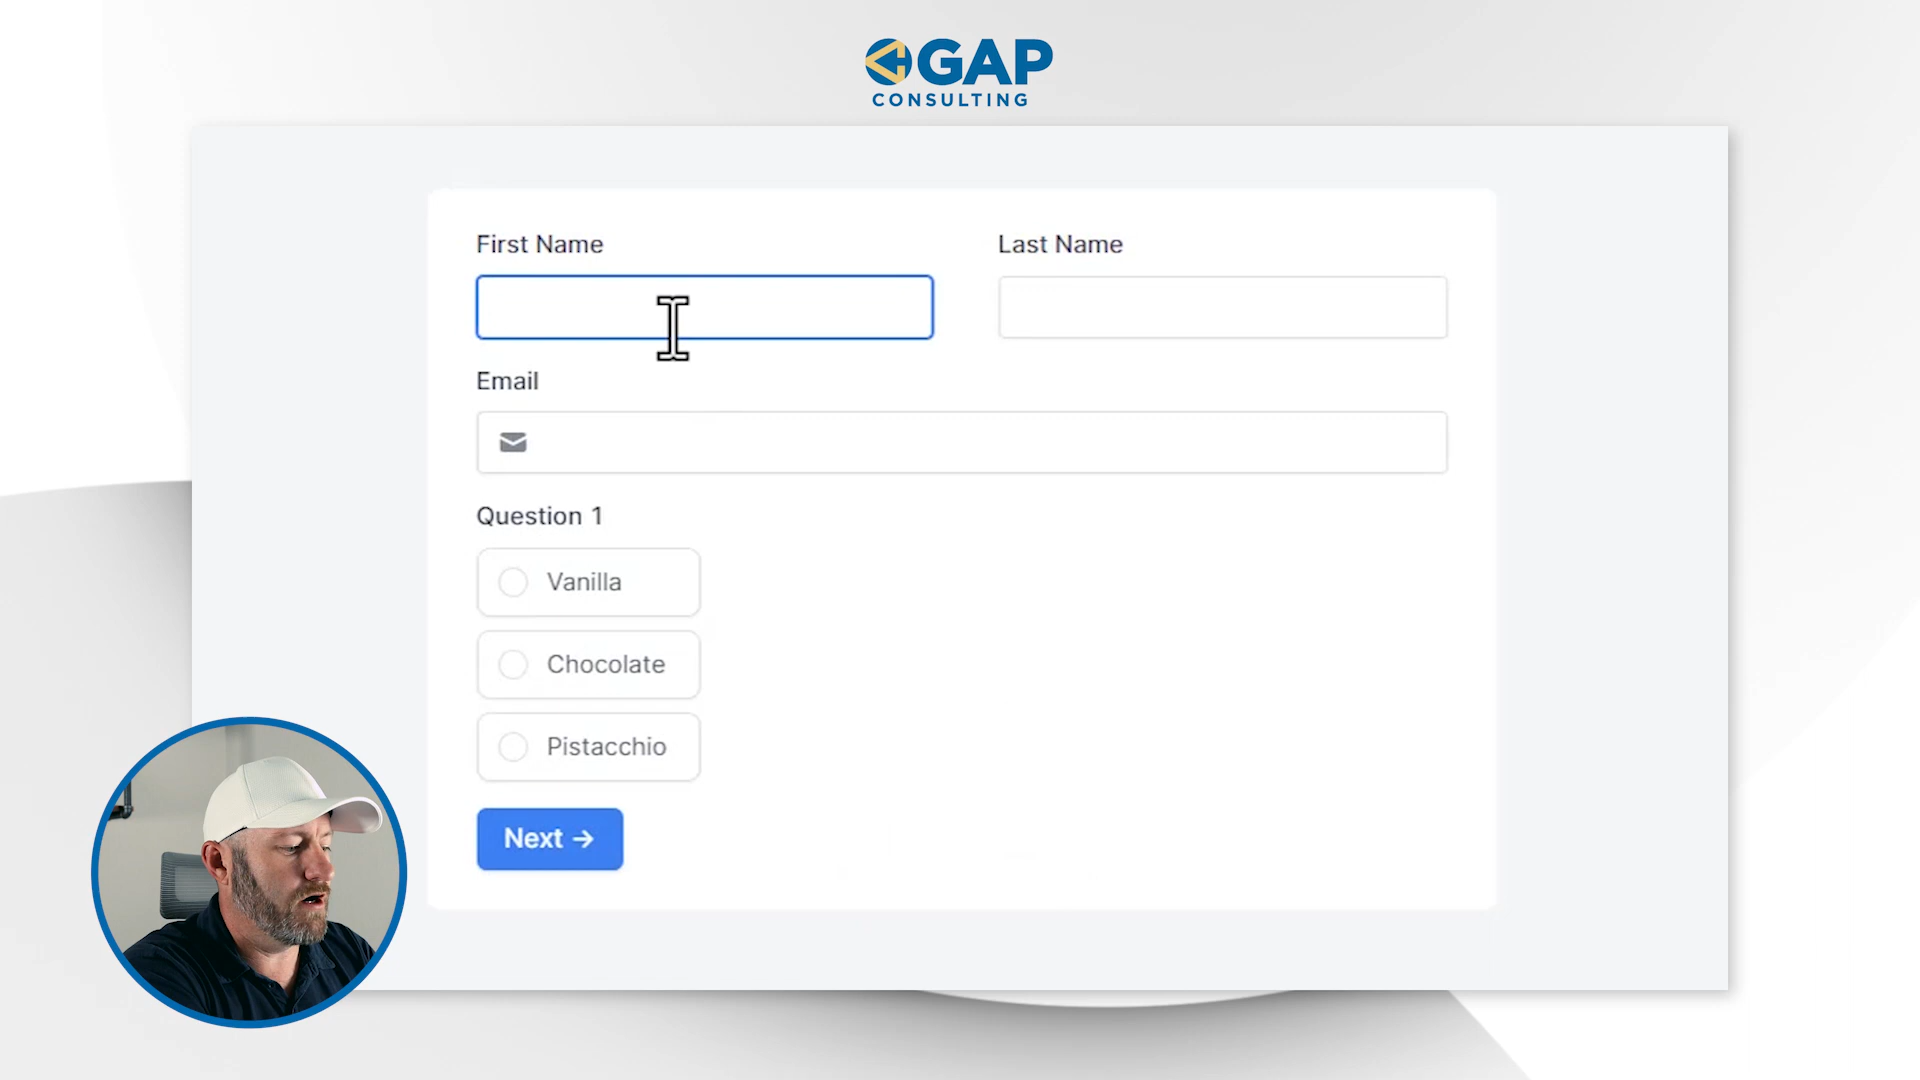 GAP
CONSULTING
First Name
Last Name
Email
Question 1
Vanilla
Chocolate
Pistacchio
Next →